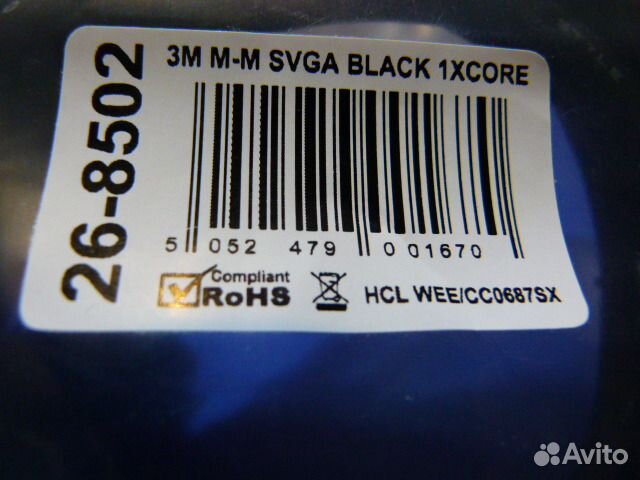 26-8502
3M M-M SVGA BLACK 1XCORE
5 052 479 001670
Compliant
RoHS
HCL WEE/CC0687SX
Avito